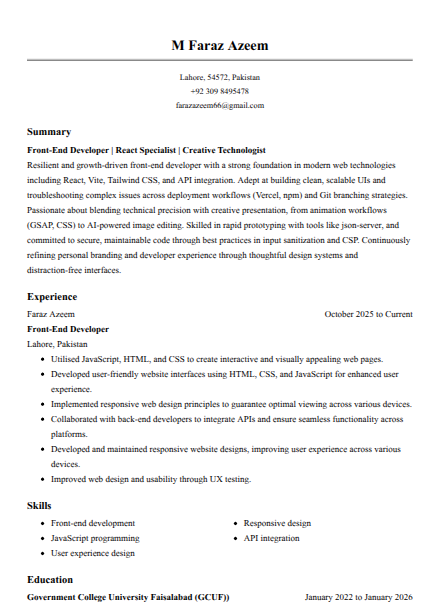 M Faraz Azeem
Lahore, 54572, Pakistan
+92 309 8495478
farazazeem66@gmail.com
Summary
Front-End Developer | React Specialist | Creative Technologist
Resilient and growth-driven front-end developer with a strong foundation in modern web technologies
including React, Vite, Tailwind CSS, and API integration. Adept at building clean, scalable UIs and
troubleshooting complex issues across deployment workflows (Vercel, npm) and Git branching strategies.
Passionate about blending technical precision with creative presentation, from animation workflows
(GSAP, CSS) to AI-powered image editing. Skilled in rapid prototyping with tools like json-server, and
committed to secure, maintainable code through best practices in input sanitization and CSP. Continuously
refining personal branding and developer experience through thoughtful design systems and
distraction-free interfaces.
Experience
Faraz Azeem October 2025 to Current
Front-End Developer
Lahore, Pakistan
• Utilised JavaScript, HTML, and CSS to create interactive and visually appealing web pages.
• Developed user-friendly website interfaces using HTML, CSS, and JavaScript for enhanced user
experience.
• Implemented responsive web design principles to guarantee optimal viewing across various devices.
• Collaborated with back-end developers to integrate APIs and ensure seamless functionality across
platforms.
• Developed and maintained responsive website designs, improving user experience across various
devices.
• Improved web design and usability through UX testing.
Skills
• Front-end development
• JavaScript programming
• User experience design
• Responsive design
• API integration
Education
Government College University Faisalabad (GCUF)) January 2022 to January 2026